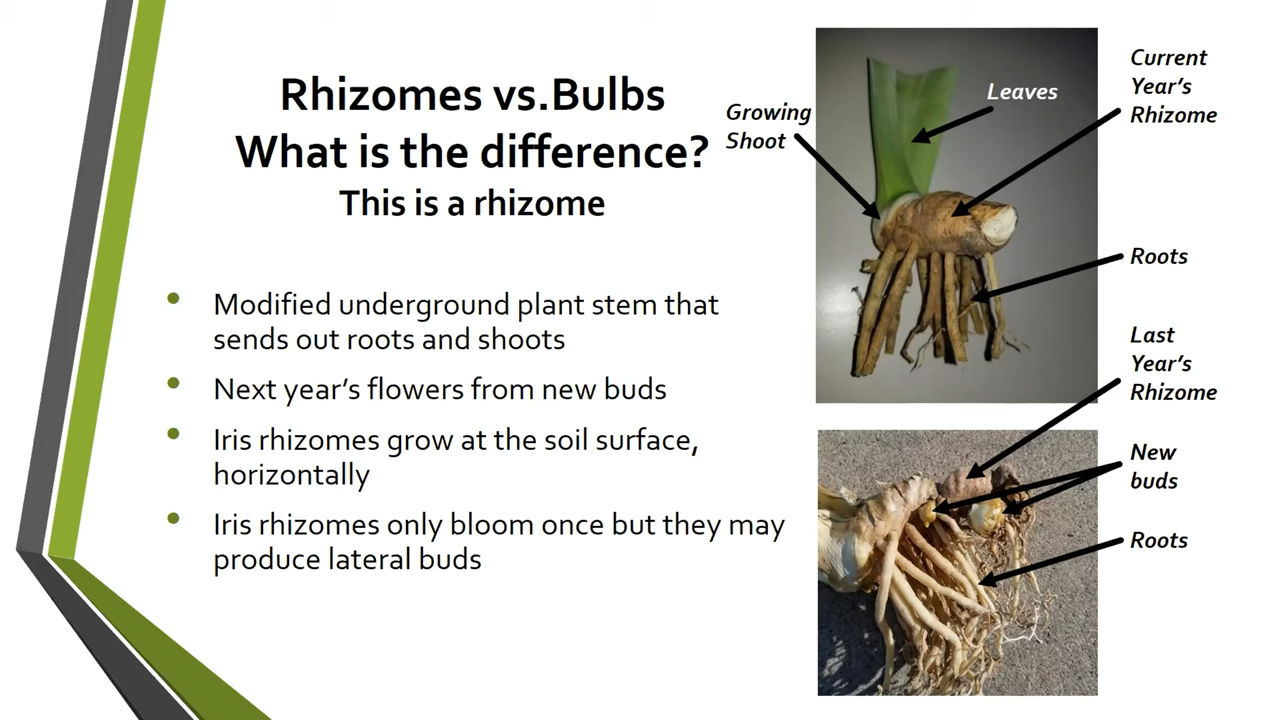 Rhizomes vs.Bulbs
What is the difference?
This is a rhizome
Modified underground plant stem that
sends out roots and shoots
Next year's flowers from new buds
Iris rhizomes grow at the soil surface,
horizontally
Iris rhizomes only bloom once but they may
produce lateral buds
Growing
Shoot
Leaves
Current
Year's
Rhizome
Roots
Last
Year's
Rhizome
New
buds
Roots